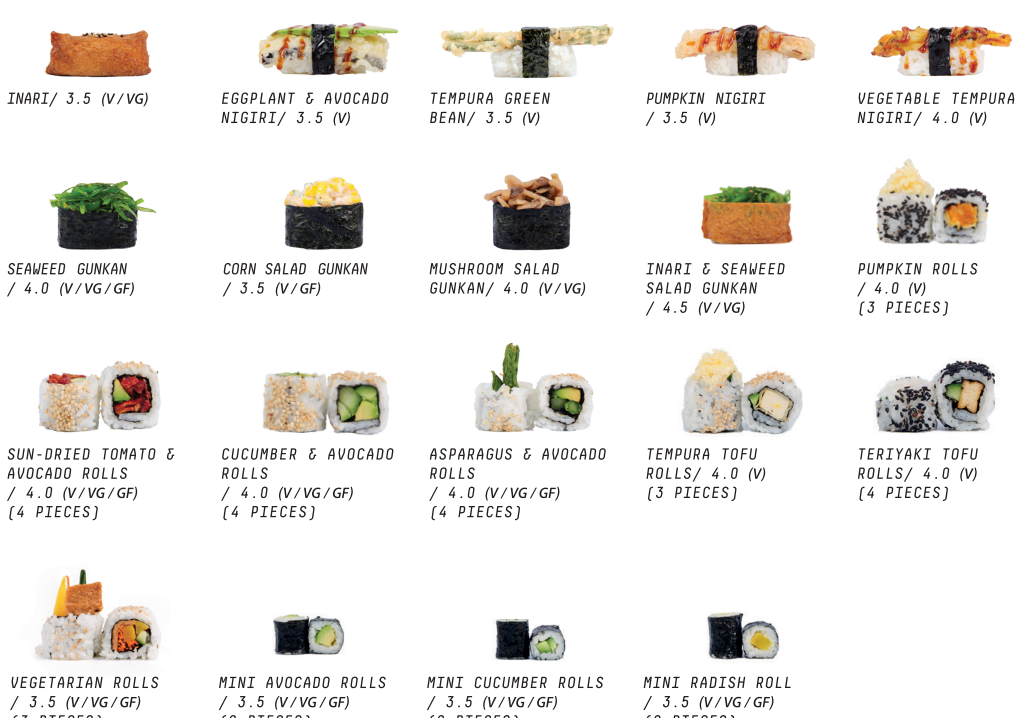 INARI/ 3.5 (V/VG)
EGGPLANT & AVOCADO
NIGIRI/ 3.5 (V)
TEMPURA GREEN
BEAN/ 3.5 (V)
PUMPKIN NIGIRI
/ 3.5 (V)
VEGETABLE TEMPURA
NIGIRI/ 4.0 (V)
SEAWEED GUNKAN
/ 4.0 (V/VG/GF)
CORN SALAD GUNKAN
/ 3.5 (V/GF)
MUSHROOM SALAD
GUNKAN/ 4.0 (V/VG)
INARI & SEAWEED
SALAD GUNKAN
/ 4.5 (V/VG)
PUMPKIN ROLLS
/ 4.0 (V)
(3 PIECES)
SUN-DRIED TOMATO &
AVOCADO ROLLS
/ 4.0 (V/VG/GF)
(4 PIECES)
CUCUMBER & AVOCADO
ROLLS
/ 4.0 (V/VG/GF)
(4 PIECES)
ASPARAGUS & AVOCADO
ROLLS
/ 4.0 (V/VG/GF)
(4 PIECES)
TEMPURA TOFU
ROLLS/ 4.0 (V)
(3 PIECES)
TERIYAKI TOFU
ROLLS/ 4.0 (V)
(4 PIECES)
VEGETARIAN ROLLS
/ 3.5 (V/VG/GF)
PIECES)
MINI AVOCADO ROLLS
/ 3.5 (V/VG/GF)
PIECES)
MINI CUCUMBER ROLLS
/ 3.5 (V/VG/GF)
PIECES)
MINI RADISH ROLL
/ 3.5 (V/VG/GF)
PIECES)